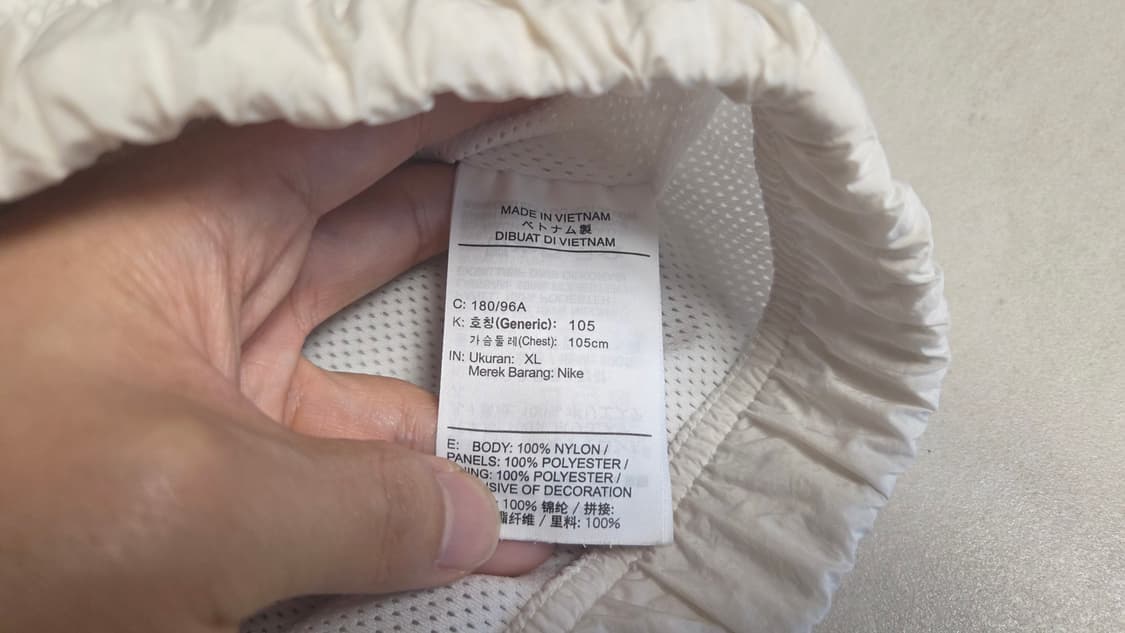 MADE IN VIETNAM
ベトナム製
DIBUAT DI VIETNAM
C: 180/96A
K: 호칭(Generic): 105
가슴둘레(Chest): 105cm
IN: Ukuran: XL
Merek Barang: Nike
E: BODY: 100% NYLON /
PANELS: 100% POLYESTER /
100% POLYESTER /
OF DECORATION
100% 锦纶 / 拼接:
纤维 / 里料: 100%